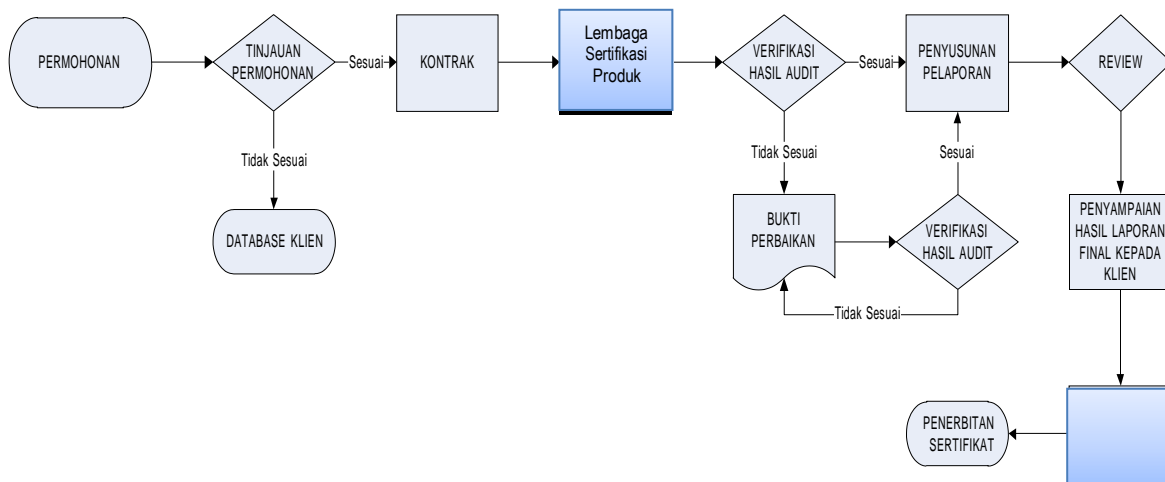 PERMOHONAN
TINJAUAN
PERMOHONAN
Sesuai
KONTRAK
Lembaga
Sertifikasi
Produk
VERIFIKASI
HASIL AUDIT
Sesuai
PENYUSUNAN
PELAPORAN
REVIEW
Tidak Sesuai
Tidak Sesuai
Sesuai
DATABASE KLIEN
BUKTI
PERBAIKAN
VERIFIKASI
HASIL AUDIT
PENYAMPAIAN
HASIL LAPORAN
FINAL KEPADA
KLIEN
Tidak Sesuai
PENERBITAN
SERTIFIKAT